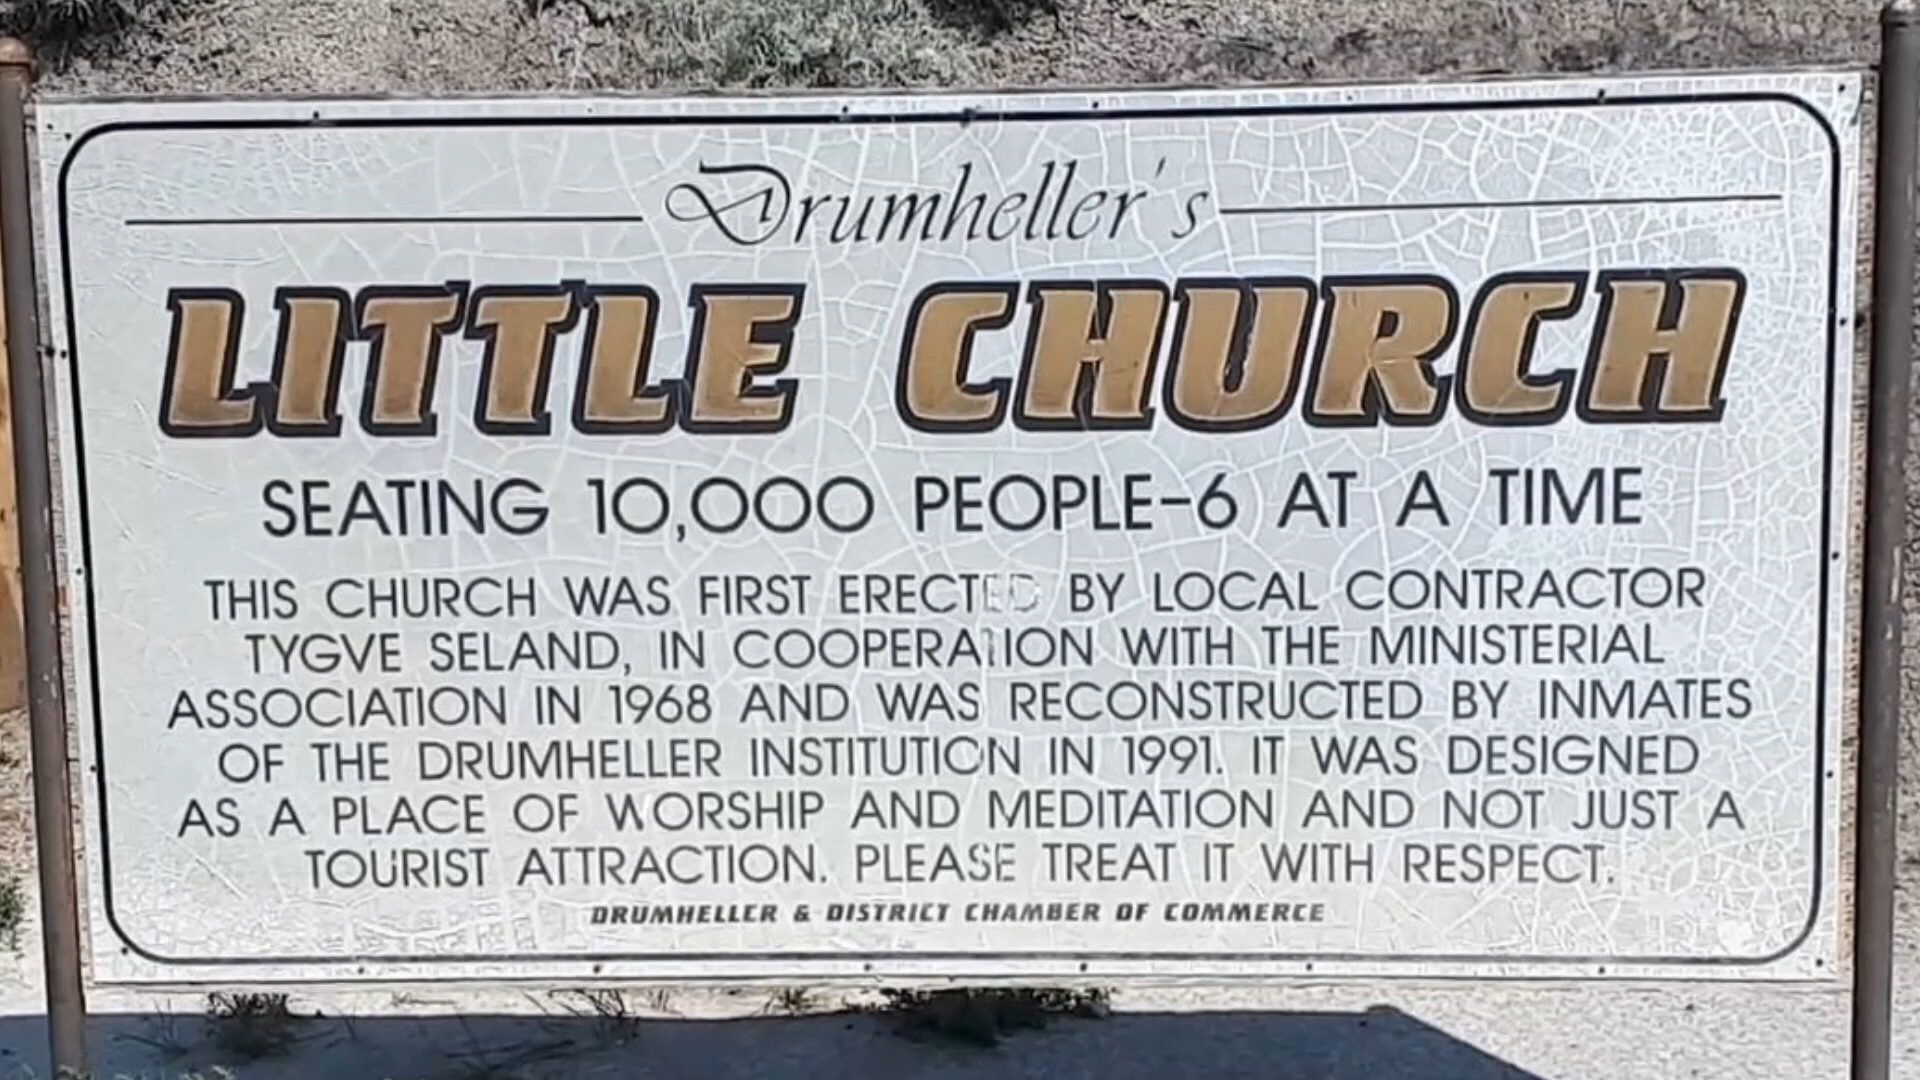 Drumheller's
LITTLE CHURCH
SEATING 10,000 PEOPLE-6 AT A TIME
THIS CHURCH WAS FIRST ERECTED BY LOCAL CONTRACTOR
TYGVE SELAND, IN COOPERATION WITH THE MINISTERIAL
ASSOCIATION IN 1968 AND WAS RECONSTRUCTED BY INMATES
OF THE DRUMHELLER INSTITUTION IN 1991. IT WAS DESIGNED
AS A PLACE OF WORSHIP AND MEDITATION AND NOT JUST A
TOURIST ATTRACTION. PLEASE TREAT IT WITH RESPECT.
DRUMHELLER & DISTRICT CHAMBER OF COMMERCE